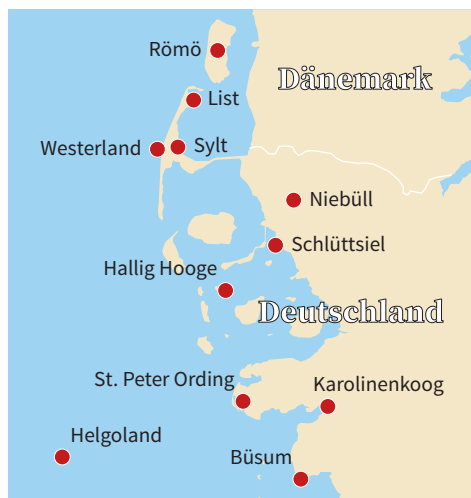 Römö
Dänemark
List
Westerland
Sylt
Niebüll
Schlüttsiel
Hallig Hooge
Deutschland
St. Peter Ording
Karolinenkoog
Helgoland
Büsum